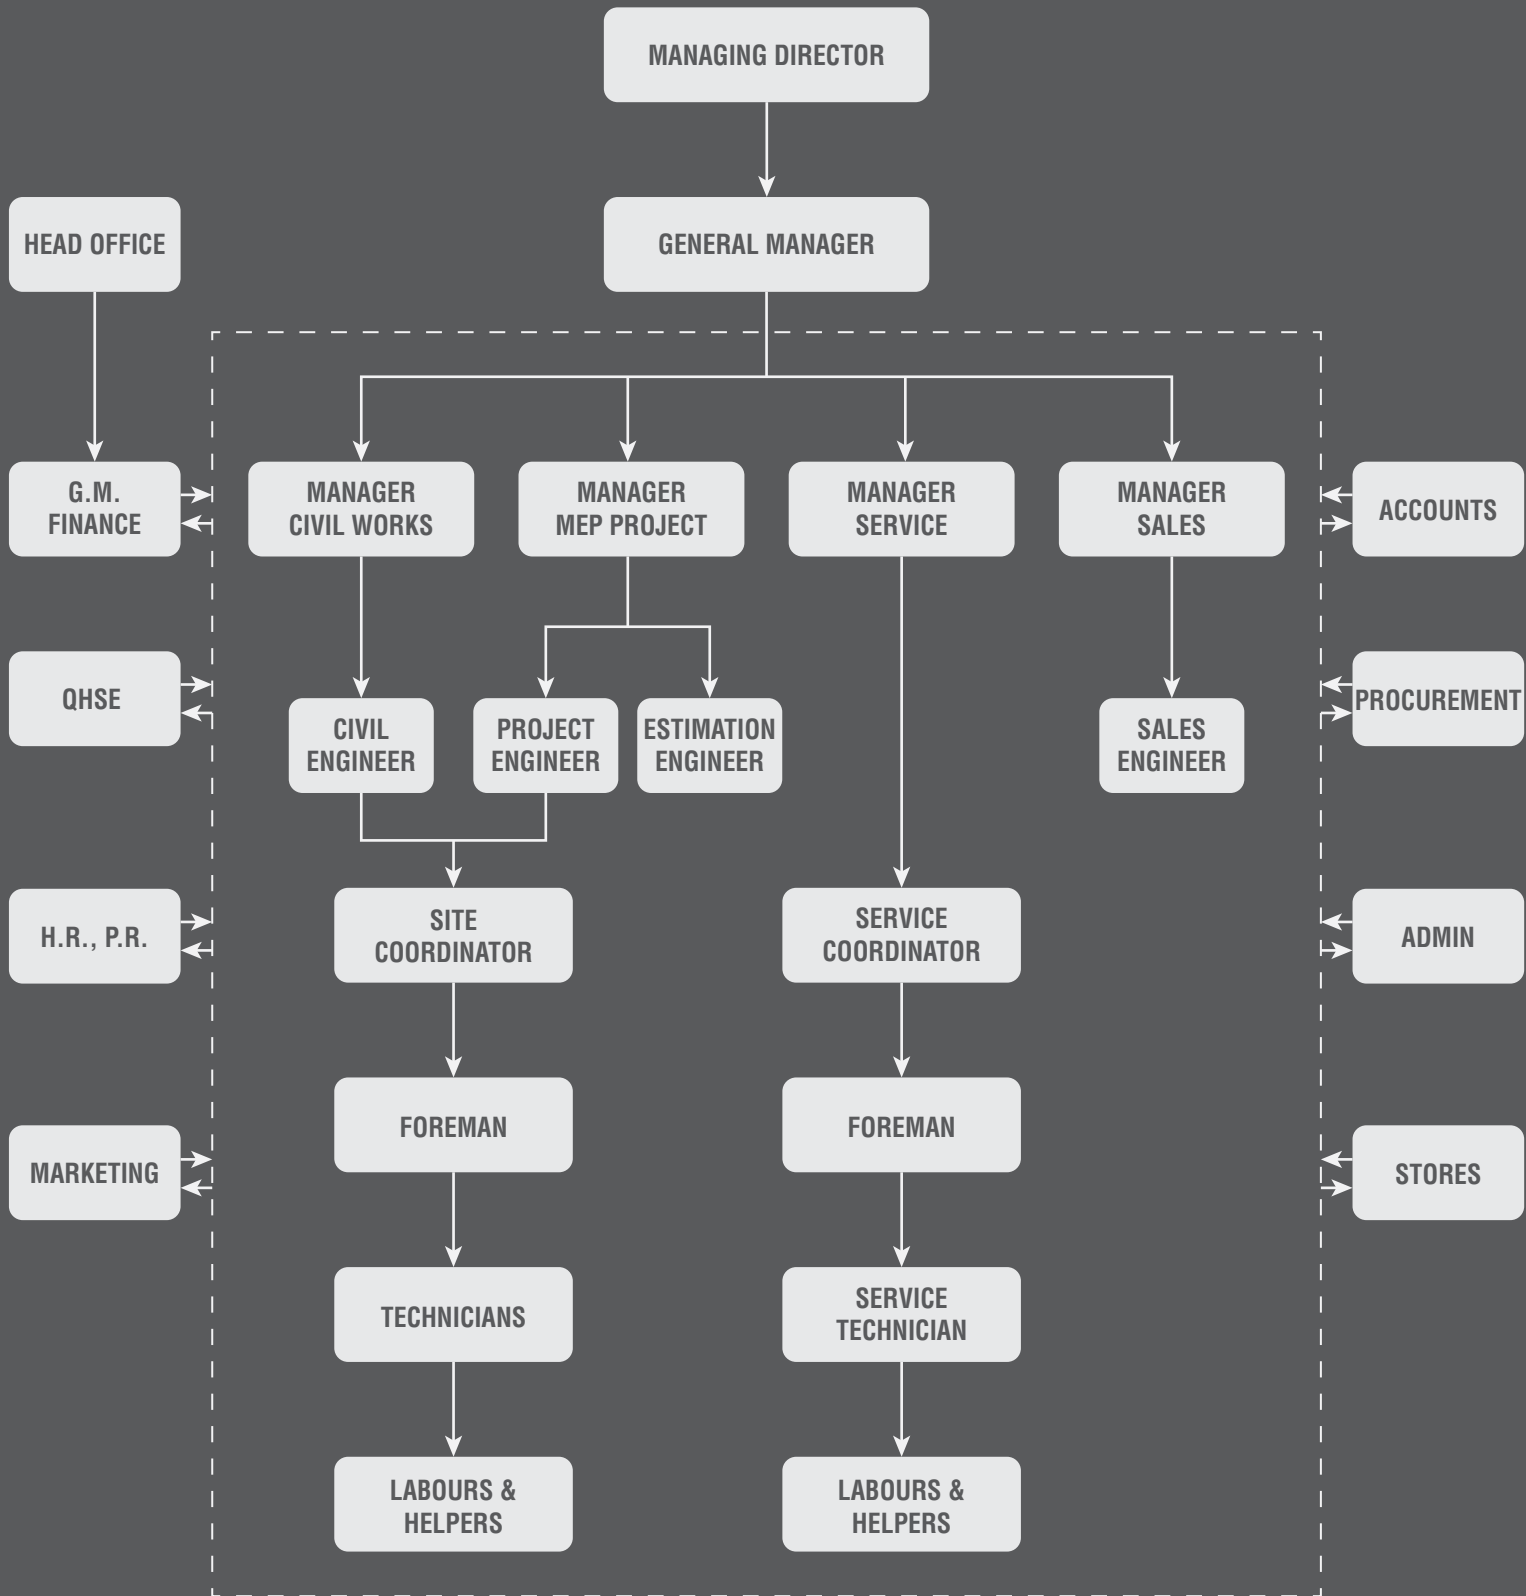 MANAGING DIRECTOR
HEAD OFFICE
GENERAL MANAGER
G.M.
FINANCE
MANAGER
CIVIL WORKS
MANAGER
MEP PROJECT
MANAGER
SERVICE
MANAGER
SALES
ACCOUNTS
QHSE
CIVIL
ENGINEER
PROJECT
ENGINEER
ESTIMATION
ENGINEER
SALES
ENGINEER
PROCUREMENT
H.R., P.R.
SITE
COORDINATOR
SERVICE
COORDINATOR
ADMIN
MARKETING
FOREMAN
FOREMAN
STORES
TECHNICIANS
SERVICE
TECHNICIAN
LABOURS &
HELPERS
LABOURS &
HELPERS